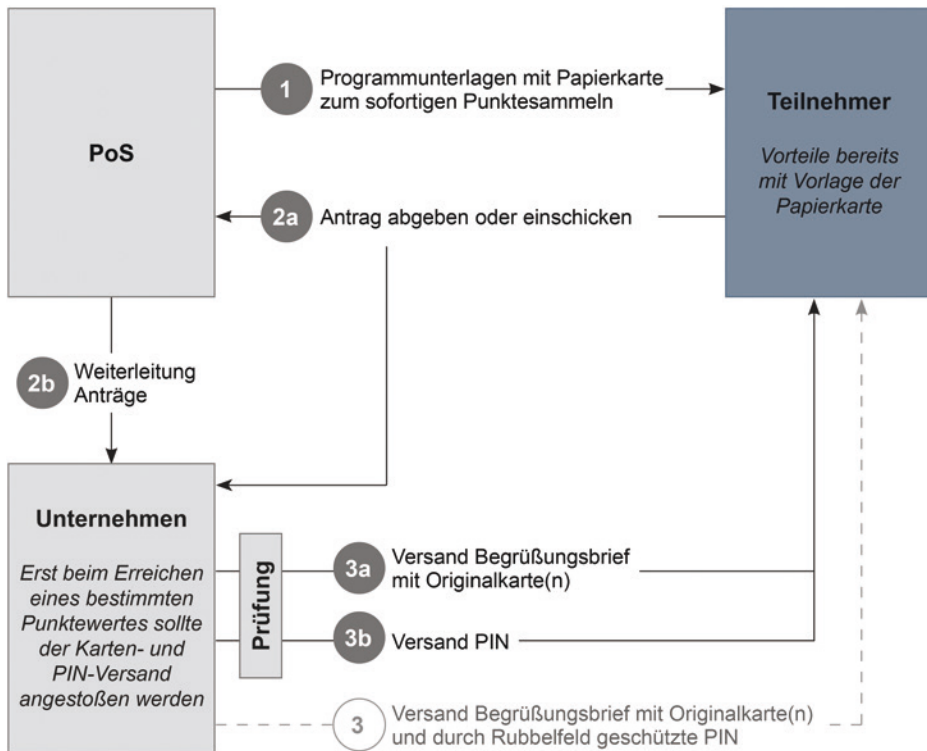 PoS
1
Programmunterlagen mit Papierkarte
zum sofortigen Punktesammeln
Teilnehmer
Vorteile bereits
mit Vorlage der
Papierkarte
2a
Antrag abgeben oder einschicken
2b
Weiterleitung
Anträge
Unternehmen
Erst beim Erreichen
eines bestimmten
Punktewertes sollte
der Karten- und
PIN-Versand
angestoßen werden
Prüfung
3a
Versand Begrüßungsbrief
mit Originalkarte(n)
3b
Versand PIN
3
Versand Begrüßungsbrief mit Originalkarte(n)
und durch Rubbelfeld geschützte PIN